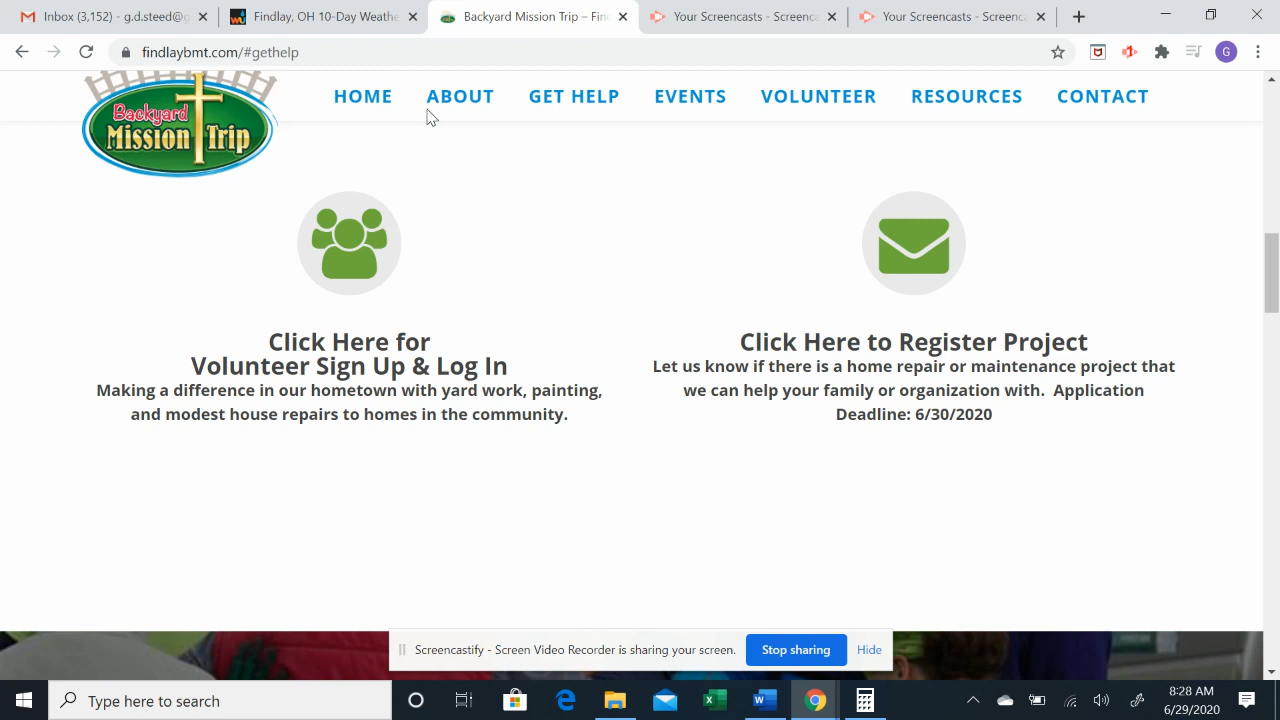 Inbox (3,152) - g.d.steed@g
Findlay, OH 10-Day Weathe
Backyard Mission Trip – Fin
Your Screencasts - Screenca
Your Screencasts - Screenca
findlaybmt.com/#gethelp
G
Backyard
Mission Trip
HOME ABOUT GET HELP EVENTS VOLUNTEER RESOURCES CONTACT
Click Here for
Volunteer Sign Up & Log In
Making a difference in our hometown with yard work, painting,
and modest house repairs to homes in the community.
Click Here to Register Project
Let us know if there is a home repair or maintenance project that
we can help your family or organization with. Application
Deadline: 6/30/2020
Screencastify - Screen Video Recorder is sharing your screen. Stop sharing Hide
Type here to search
8:28 AM
6/29/2020